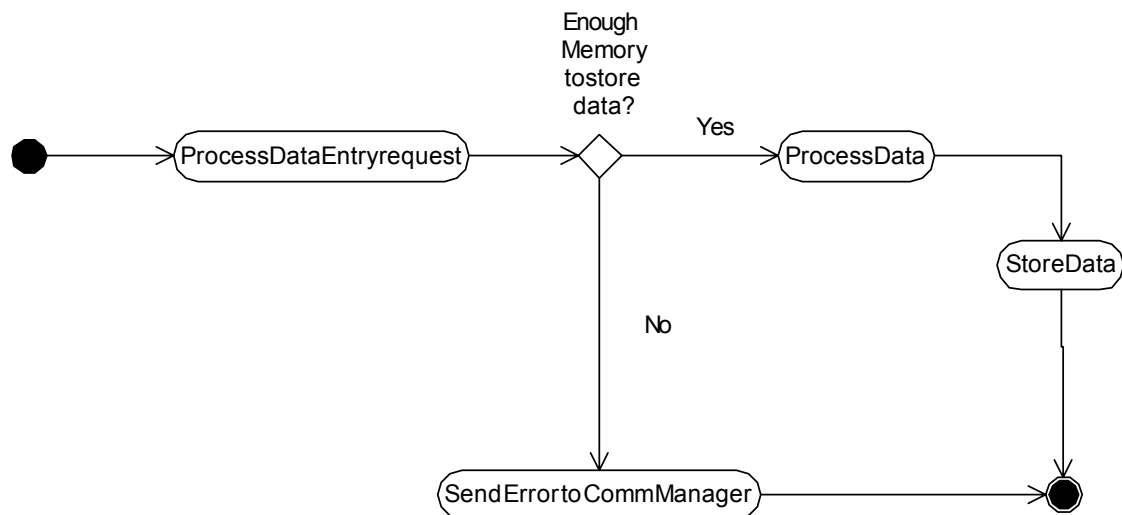 Enough
Memory
tostore
data?
Yes
ProcessDataEntryrequest
ProcessData
StoreData
No
SendErrortoCommManager